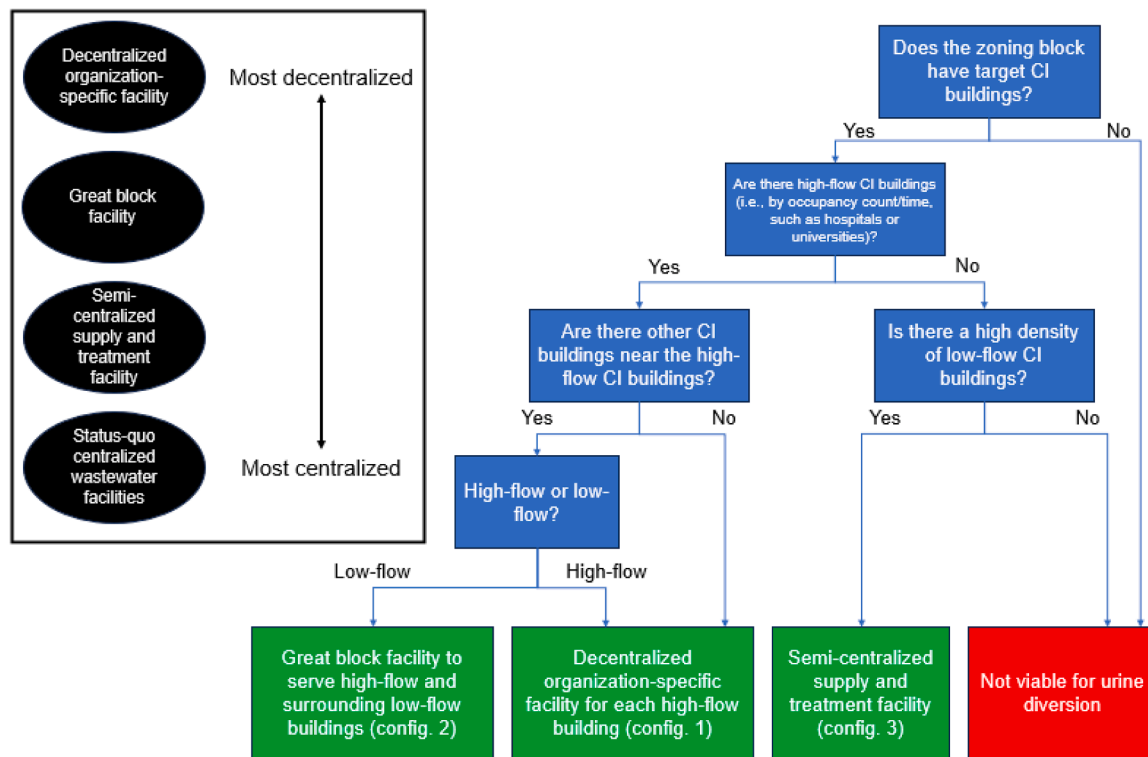 Decentralized
organization-
specific facility
Most decentralized
Great block
facility
Semi-
centralized
supply and
treatment
facility
Status-quo
centralized
wastewater
facilities
Most centralized
Does the zoning block
have target CI
buildings?
Yes
No
Are there high-flow CI buildings
(i.e., by occupancy count/time,
such as hospitals or
universities)?
Yes
No
Are there other CI
buildings near the high-
flow CI buildings?
Is there a high density
of low-flow CI
buildings?
Yes
No
Yes
No
High-flow or low-
flow?
Low-flow
High-flow
Great block facility to
serve high-flow and
surrounding low-flow
buildings (config. 2)
Decentralized
organization-specific
facility for each high-flow
building (config. 1)
Semi-centralized
supply and
treatment facility
(config. 3)
Not viable for urine
diversion